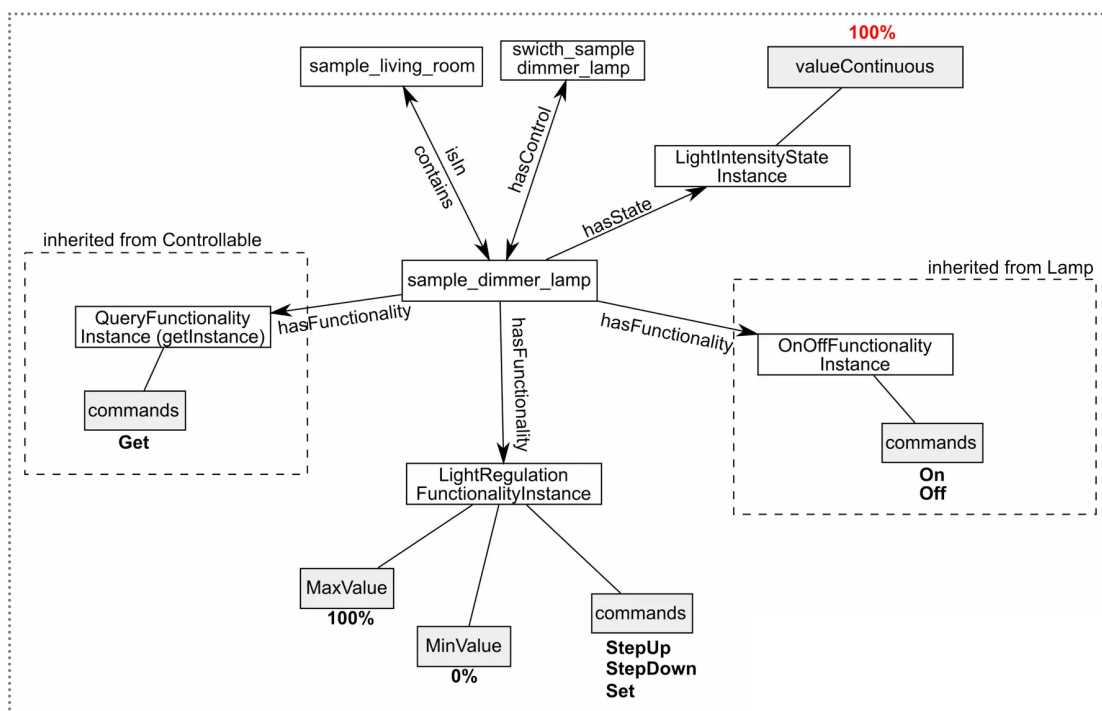 100%
sample_living_room
swicth_sample
dimmer_lamp
valueContinuous
isIn
contains
hasControl
LightIntensityState
Instance
hasState
inherited from Controllable
sample_dimmer_lamp
inherited from Lamp
QueryFunctionality
Instance (getInstance)
hasFunctionality
hasFunctionality
hasFunctionality
OnOffFunctionality
Instance
commands
Get
commands
On
Off
LightRegulation
FunctionalityInstance
MaxValue
100%
MinValue
0%
commands
StepUp
StepDown
Set